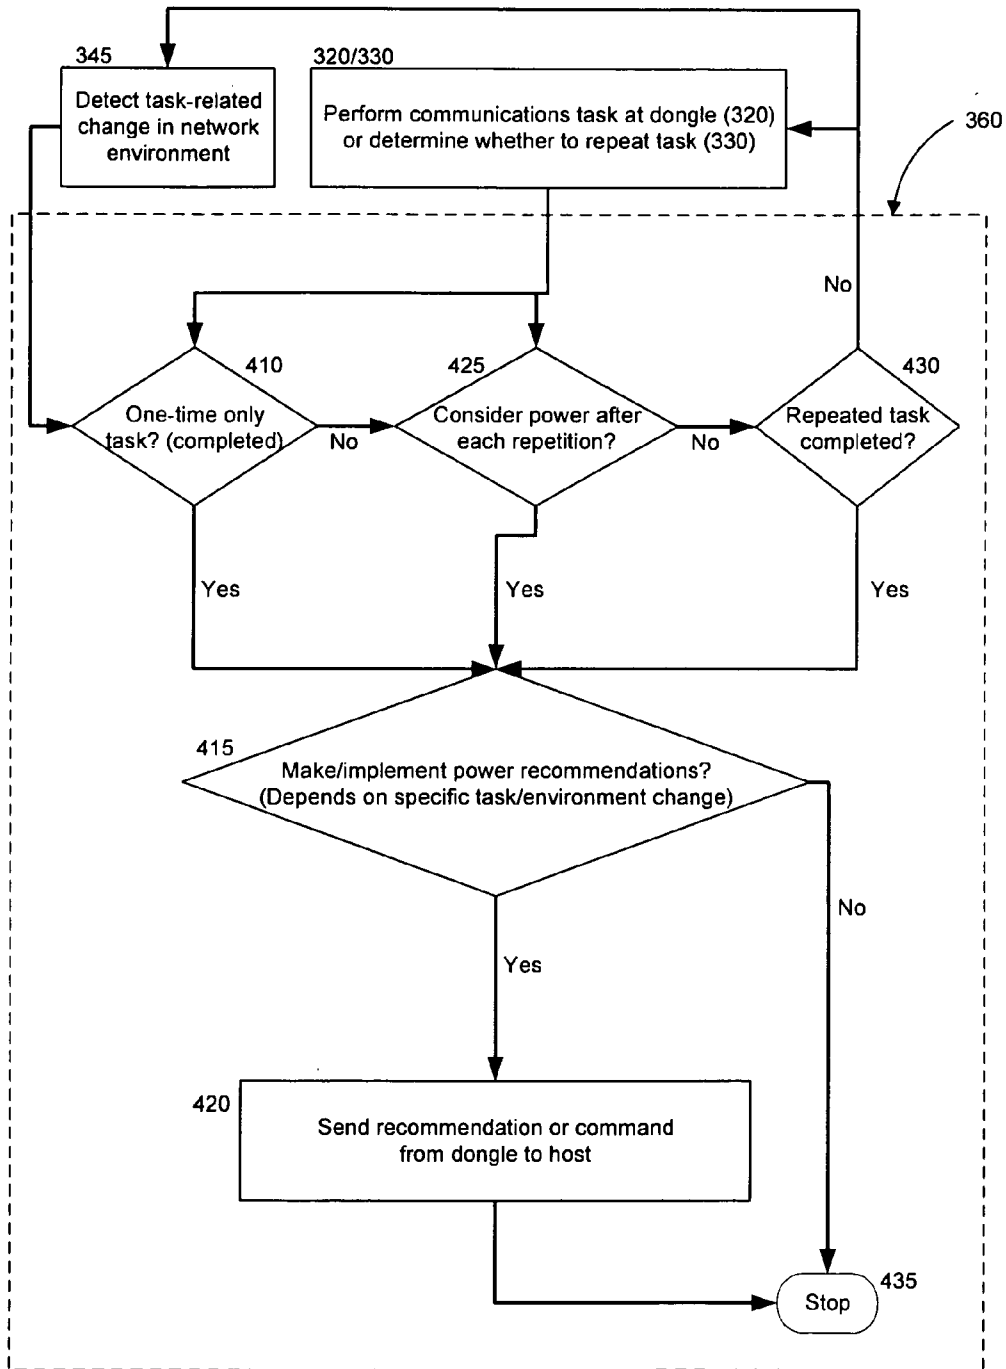 345
320/330
Detect task-related
change in network
environment
Perform communications task at dongle (320)
or determine whether to repeat task (330)
360
No
410
425
430
One-time only
task? (completed)
No
Consider power after
each repetition?
No
Repeated task
completed?
Yes
Yes
Yes
415
Make/implement power recommendations?
(Depends on specific task/environment change)
No
Yes
420
Send recommendation or command
from dongle to host
435
Stop